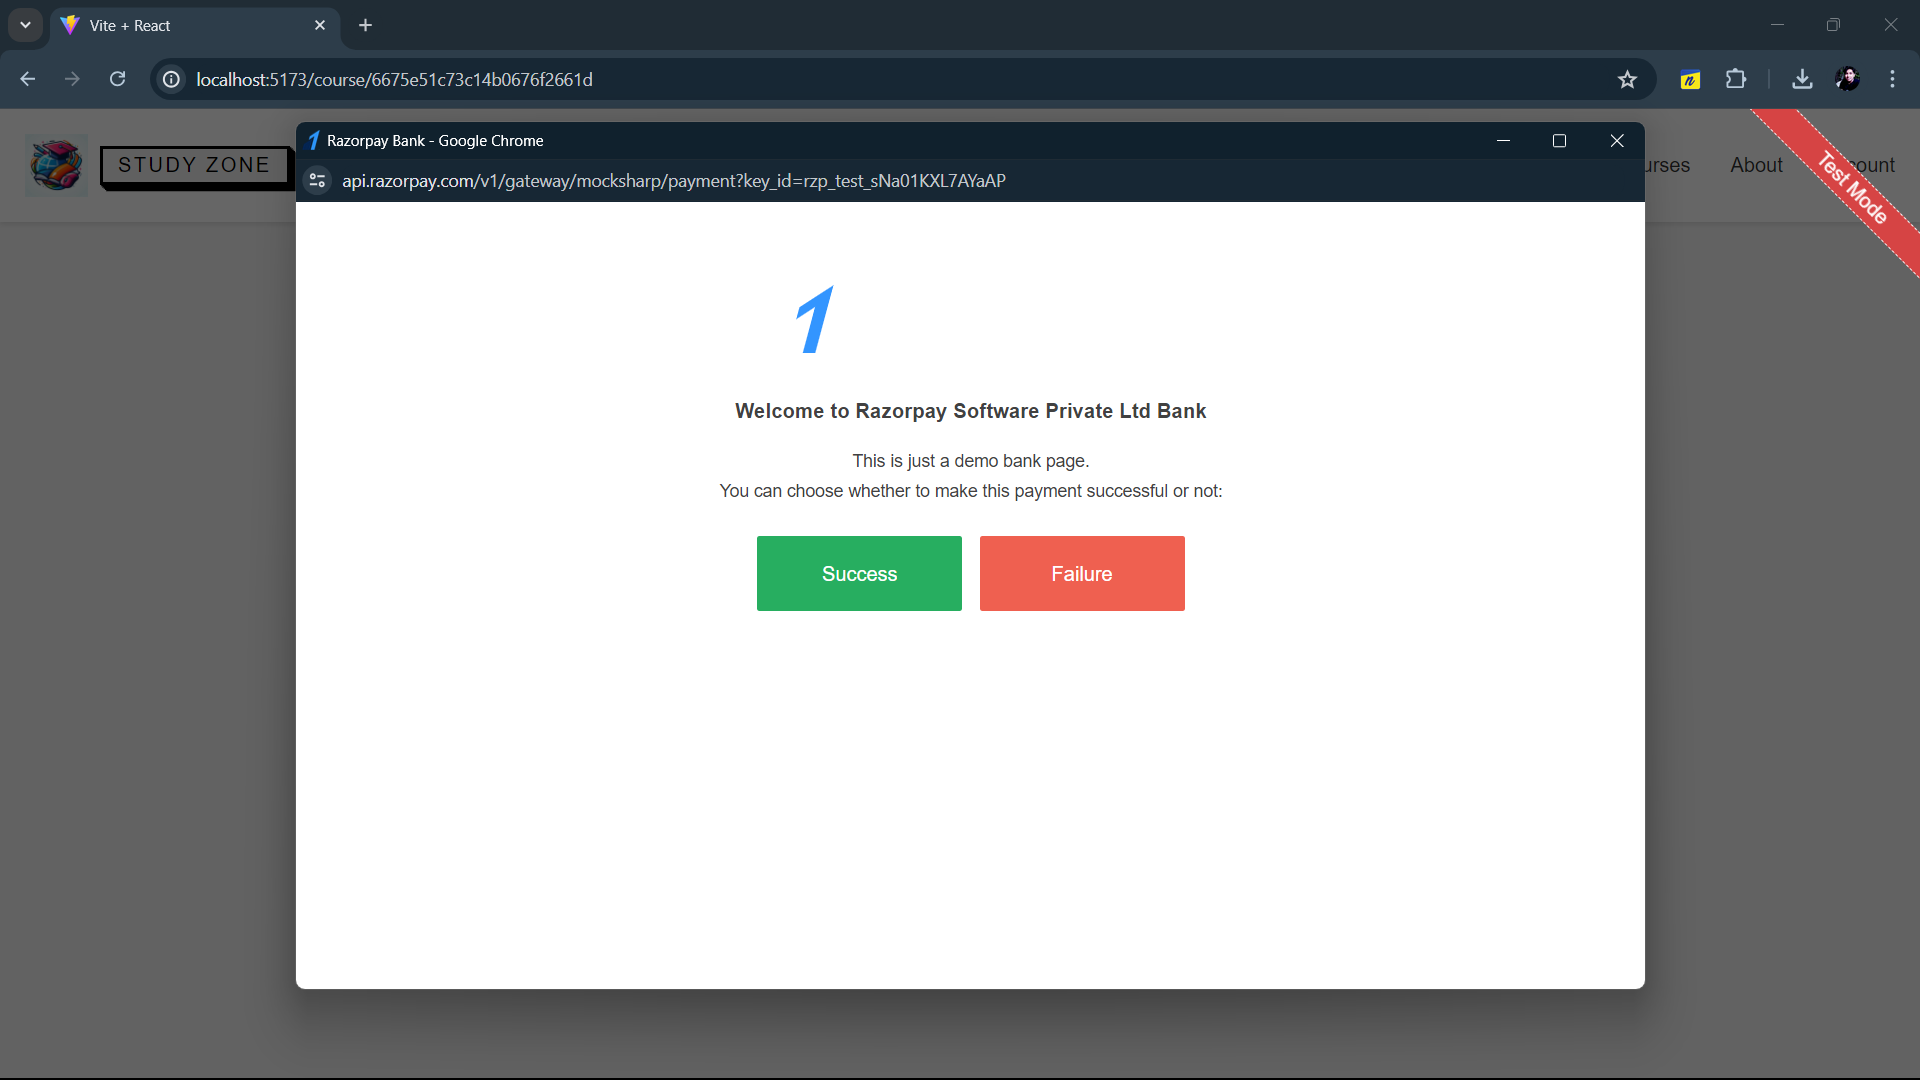 Vite + React
localhost:5173/course/6675e51c73c14b0676f2661d
Razorpay Bank - Google Chrome
api.razorpay.com/v1/gateway/mocksharp/payment?key_id=rzp_test_sNa01KXL7AYaAP
STUDY ZONE
urses
About
ount
Test Mode
Welcome to Razorpay Software Private Ltd Bank
This is just a demo bank page.
You can choose whether to make this payment successful or not:
Success
Failure